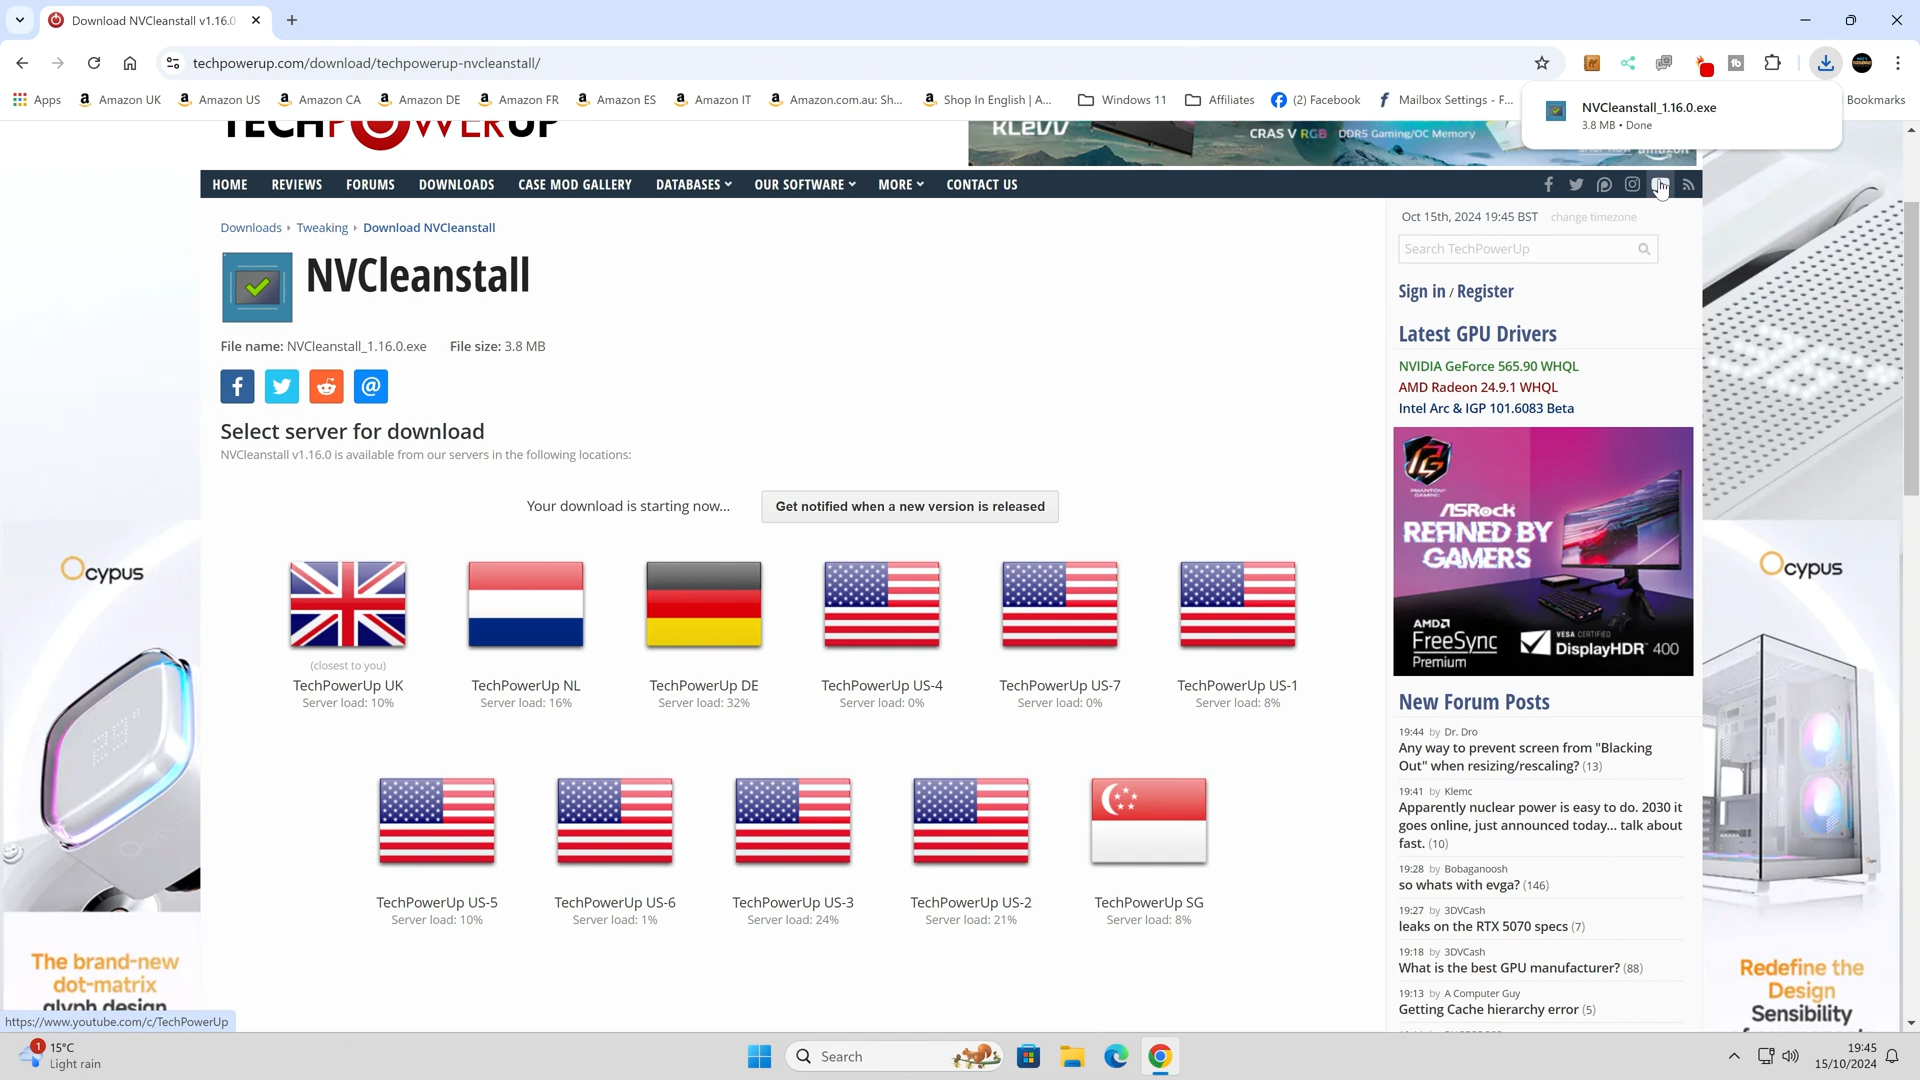 Download NVCleanstall v1.16.0
techpowerup.com/download/techpowerup-nvcleanstall/
Apps
Amazon UK
Amazon US
Amazon CA
Amazon DE
Amazon FR
Amazon ES
Amazon IT
Amazon.com.au: Sh...
Shop In English | A...
Windows 11
Affiliates
(2) Facebook
Mailbox Settings - F...
Bookmarks
NVCleanstall_1.16.0.exe
3.8 MB • Done
TECHPOWERUP
KLEVV
CRAS V RGB DDR5 Gaming/OC Memory
amazon
HOME
REVIEWS
FORUMS
DOWNLOADS
CASE MOD GALLERY
DATABASES
OUR SOFTWARE
MORE
CONTACT US
Downloads
Tweaking
Download NVCleanstall
NVCleanstall
File name: NVCleanstall_1.16.0.exe File size: 3.8 MB
Select server for download
NVCleanstall v1.16.0 is available from our servers in the following locations:
Your download is starting now...
Get notified when a new version is released
(closest to you)
TechPowerUp UK
Server load: 10%
TechPowerUp NL
Server load: 16%
TechPowerUp DE
Server load: 32%
TechPowerUp US-4
Server load: 0%
TechPowerUp US-7
Server load: 0%
TechPowerUp US-1
Server load: 8%
TechPowerUp US-5
Server load: 10%
TechPowerUp US-6
Server load: 1%
TechPowerUp US-3
Server load: 24%
TechPowerUp US-2
Server load: 21%
TechPowerUp SG
Server load: 8%
Oct 15th, 2024 19:45 BST change timezone
Search TechPowerUp
Sign in / Register
Latest GPU Drivers
NVIDIA GeForce 565.90 WHQL
AMD Radeon 24.9.1 WHQL
Intel Arc & IGP 101.6083 Beta
PHANTOM
GAMING
ASRock
REFINED BY
GAMERS
AMD
FreeSync
Premium
VESA CERTIFIED
DisplayHDR 400
New Forum Posts
19:44 by Dr. Dro
Any way to prevent screen from "Blacking
Out" when resizing/rescaling? (13)
19:41 by Klemc
Apparently nuclear power is easy to do. 2030 it
goes online, just announced today... talk about
fast. (10)
19:28 by Bobaganoosh
so whats with evga? (146)
19:27 by 3DVCash
leaks on the RTX 5070 specs (7)
19:18 by 3DVCash
What is the best GPU manufacturer? (88)
19:13 by A Computer Guy
Getting Cache hierarchy error (5)
Ocypus
The brand-new
dot-matrix
glyph design
Ocypus
Redefine the
Design
Sensibility
https://www.youtube.com/c/TechPowerUp
1
15°C
Light rain
Search
19:45
15/10/2024